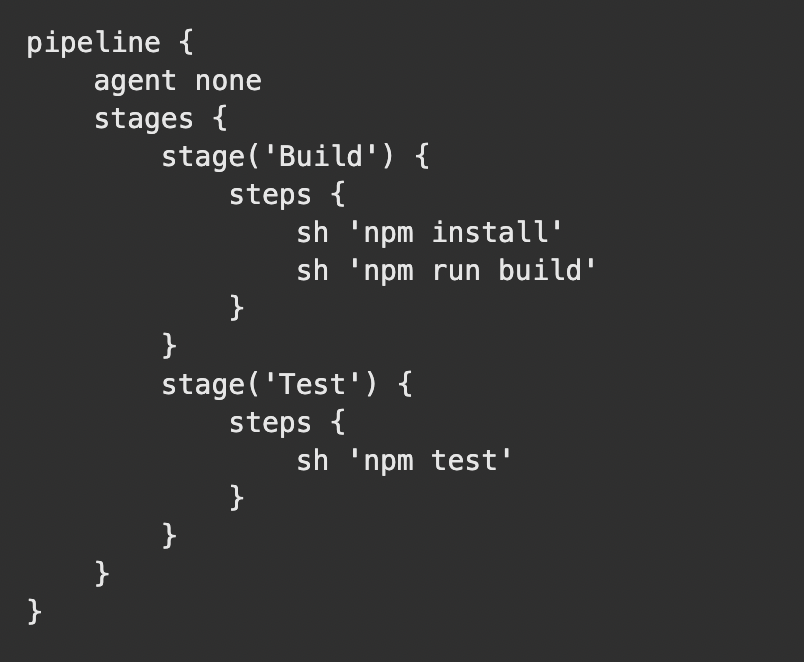 pipeline {
    agent none
    stages {
        stage('Build') {
            steps {
                sh 'npm install'
                sh 'npm run build'
            }
        }
        stage('Test') {
            steps {
                sh 'npm test'
            }
        }
    }
}